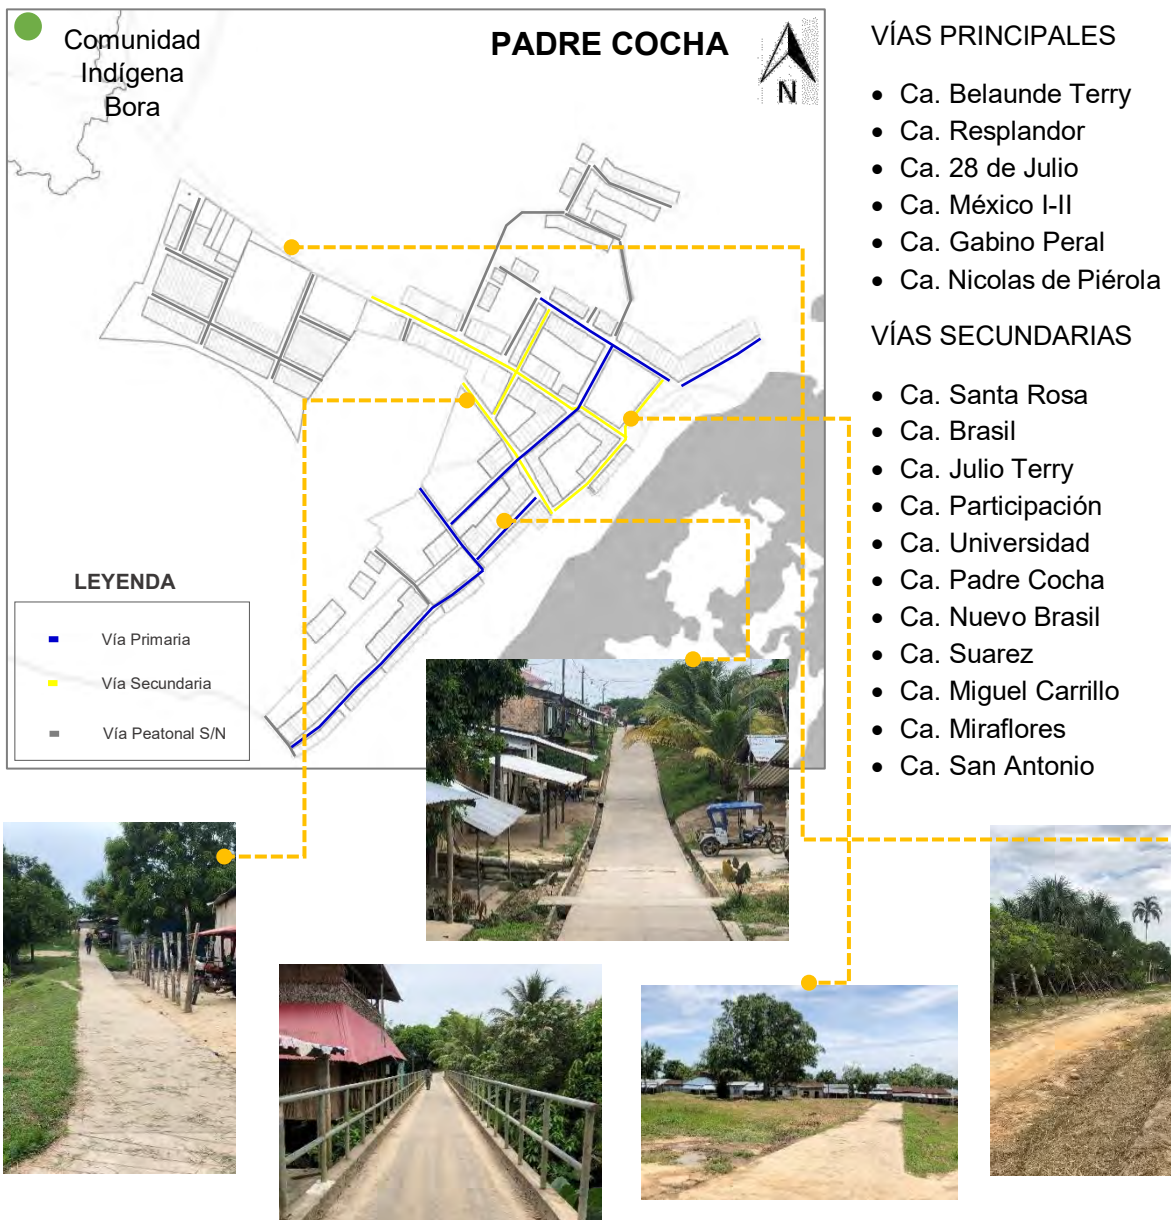 Comunidad
Indígena
Bora
PADRE COCHA
N
LEYENDA
Vía Primaria
Vía Secundaria
Vía Peatonal S/N
VÍAS PRINCIPALES
• Ca. Belaunde Terry
• Ca. Resplandor
• Ca. 28 de Julio
• Ca. México I-II
• Ca. Gabino Peral
• Ca. Nicolas de Piérola
VÍAS SECUNDARIAS
• Ca. Santa Rosa
• Ca. Brasil
• Ca. Julio Terry
• Ca. Participación
• Ca. Universidad
• Ca. Padre Cocha
• Ca. Nuevo Brasil
• Ca. Suarez
• Ca. Miguel Carrillo
• Ca. Miraflores
• Ca. San Antonio